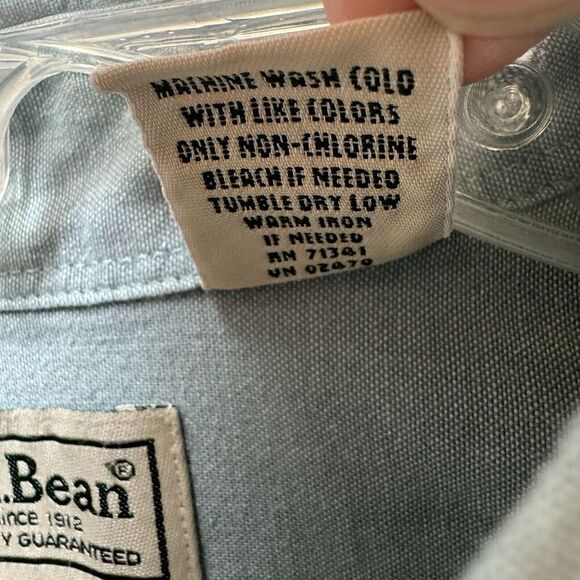 MACHINE WASH COLD
WITH LIKE COLORS
ONLY NON-CHLORINE
BLEACH IF NEEDED
TUMBLE DRY LOW
WARM IRON
IF NEEDED
RN 71341
VN
.Bean®
since 1912
Y GUARANTEED